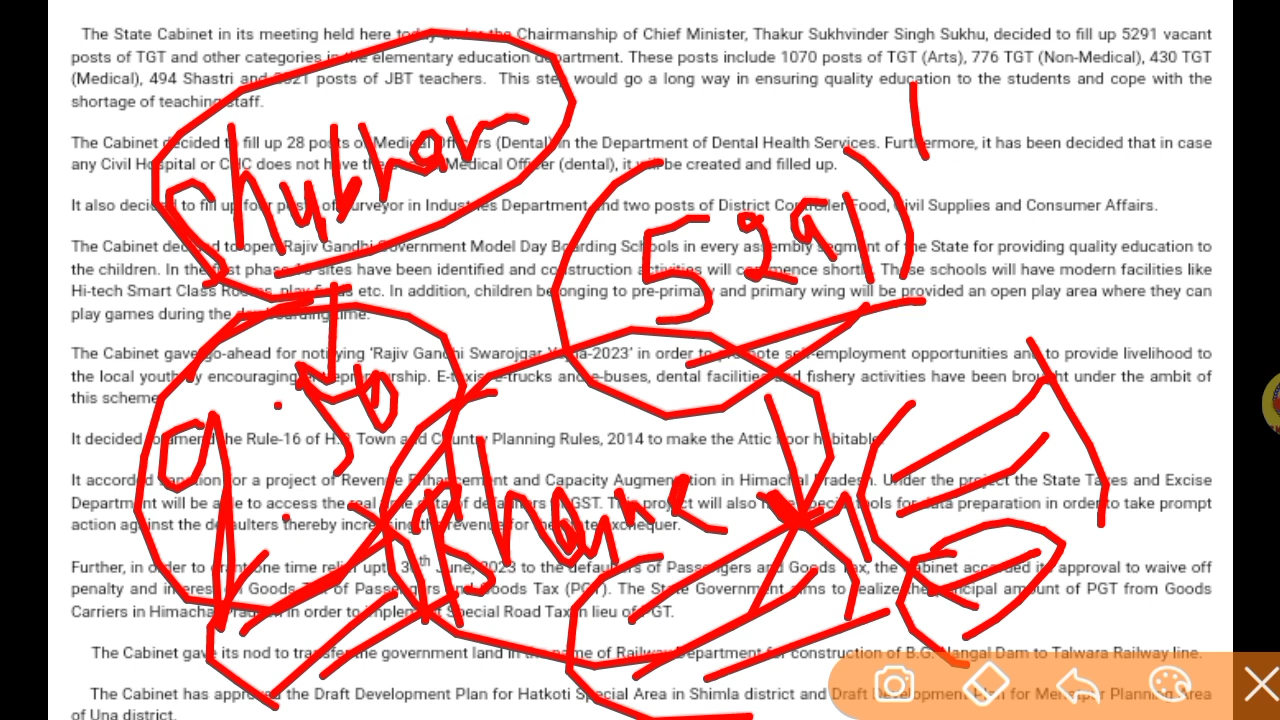 The State Cabinet in its meeting held here today under the Chairmanship of Chief Minister, Thakur Sukhvinder Singh Sukhu, decided to fill up 5291 vacant
posts of TGT and other categories in the elementary education department. These posts include 1070 posts of TGT (Arts), 776 TGT (Non-Medical), 430 TGT
(Medical), 494 Shastri and 2521 posts of JBT teachers. This step would go a long way in ensuring quality education to the students and cope with the
shortage of teaching staff.
The Cabinet decided to fill up 28 posts of Medical Officers (Dental) in the Department of Dental Health Services. Furthermore, it has been decided that in case
any Civil Hospital or CHC does not have the Medical Officer (dental), it will be created and filled up.
It also decided to fill up four posts of Surveyor in Industries Department and two posts of District Controller Food, Civil Supplies and Consumer Affairs.
5291
The Cabinet decided to open Rajiv Gandhi Government Model Day Boarding Schools in every assembly segment of the State for providing quality education to
the children. In the first phase sites have been identified and construction activities will commence shortly. These schools will have modern facilities like
Hi-tech Smart Class Rooms, play fields etc. In addition, children belonging to pre-primary and primary wing will be provided an open play area where they can
play games during the day boarding time.
The Cabinet gave go-ahead for notifying 'Rajiv Gandhi Swarojgar Yojna-2023' in order to promote self-employment opportunities and to provide livelihood to
the local youth by encouraging entrepreneurship. E-taxis, e-trucks and e-buses, dental facilities and fishery activities have been brought under the ambit of
this scheme.
It decided to amend the Rule-16 of H.P. Town and Country Planning Rules, 2014 to make the Attic floor habitable.
It accorded sanction for a project of Revenue Enhancement and Capacity Augmentation in Himachal Pradesh. Under the project the State Taxes and Excise
Department will be able to access the real time data of defaulters of GST. This project will also have special tools for data preparation in order to take prompt
action against the defaulters thereby increasing the revenue for the state exchequer.
Further, in order to grant one time relief upto 30th June, 2023 to the defaulters of Passengers and Goods Tax, the Cabinet accorded its approval to waive off
penalty and interest of Goods Tax of Passengers and Goods Tax (PGT). The State Government aims to realize the principal amount of PGT from Goods
Carriers in Himachal Pradesh in order to implement Special Road Tax in lieu of PGT.
The Cabinet gave its nod to transfer the government land in the name of Railway Department for construction of B.G. Nangal Dam to Talwara Railway line.
The Cabinet has approved the Draft Development Plan for Hatkoti Special Area in Shimla district and Draft Development Plan for Planning Area
of Una district.